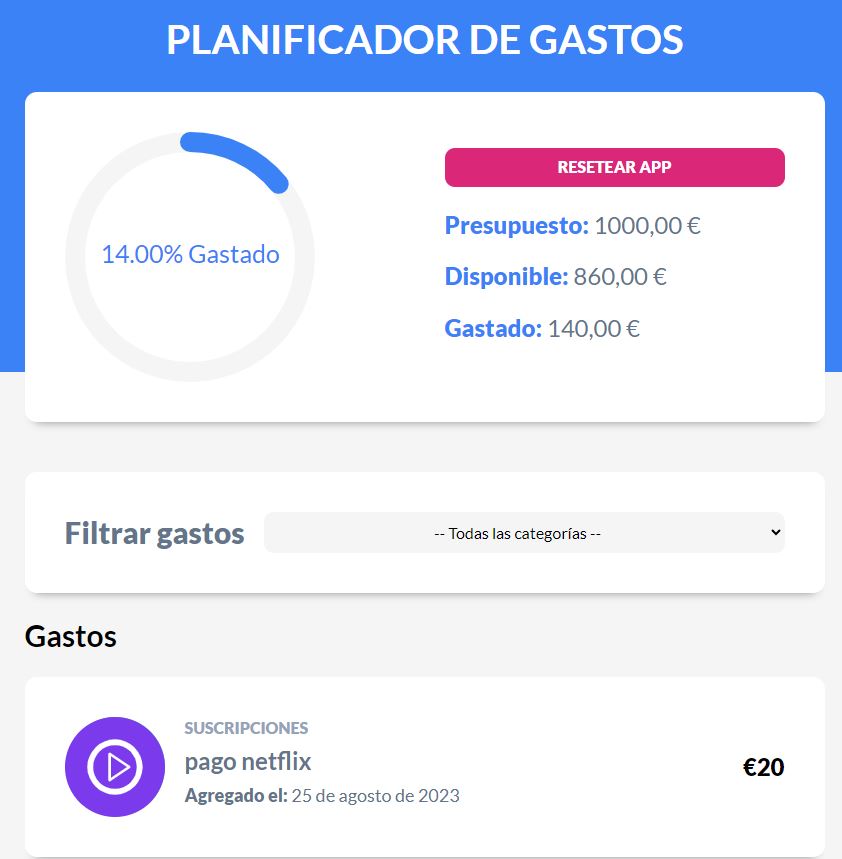 PLANIFICADOR DE GASTOS
14.00% Gastado
RESETEAR APP
Presupuesto: 1000,00 €
Disponible: 860,00 €
Gastado: 140,00 €
Filtrar gastos
-- Todas las categorías --
Gastos
SUSCRIPCIONES
pago netflix
€20
Agregado el: 25 de agosto de 2023